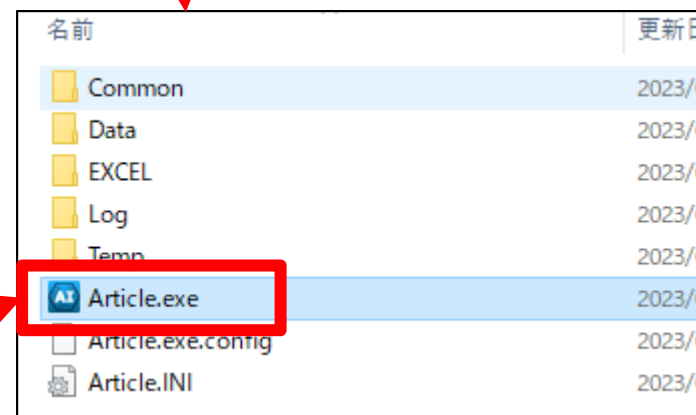 名前 更新日
Common 2023/
Data 2023/
EXCEL 2023/
Log 2023/
Temp 2023/
AI Article.exe 2023/
Article.exe.config 2023/
Article.INI 2023/